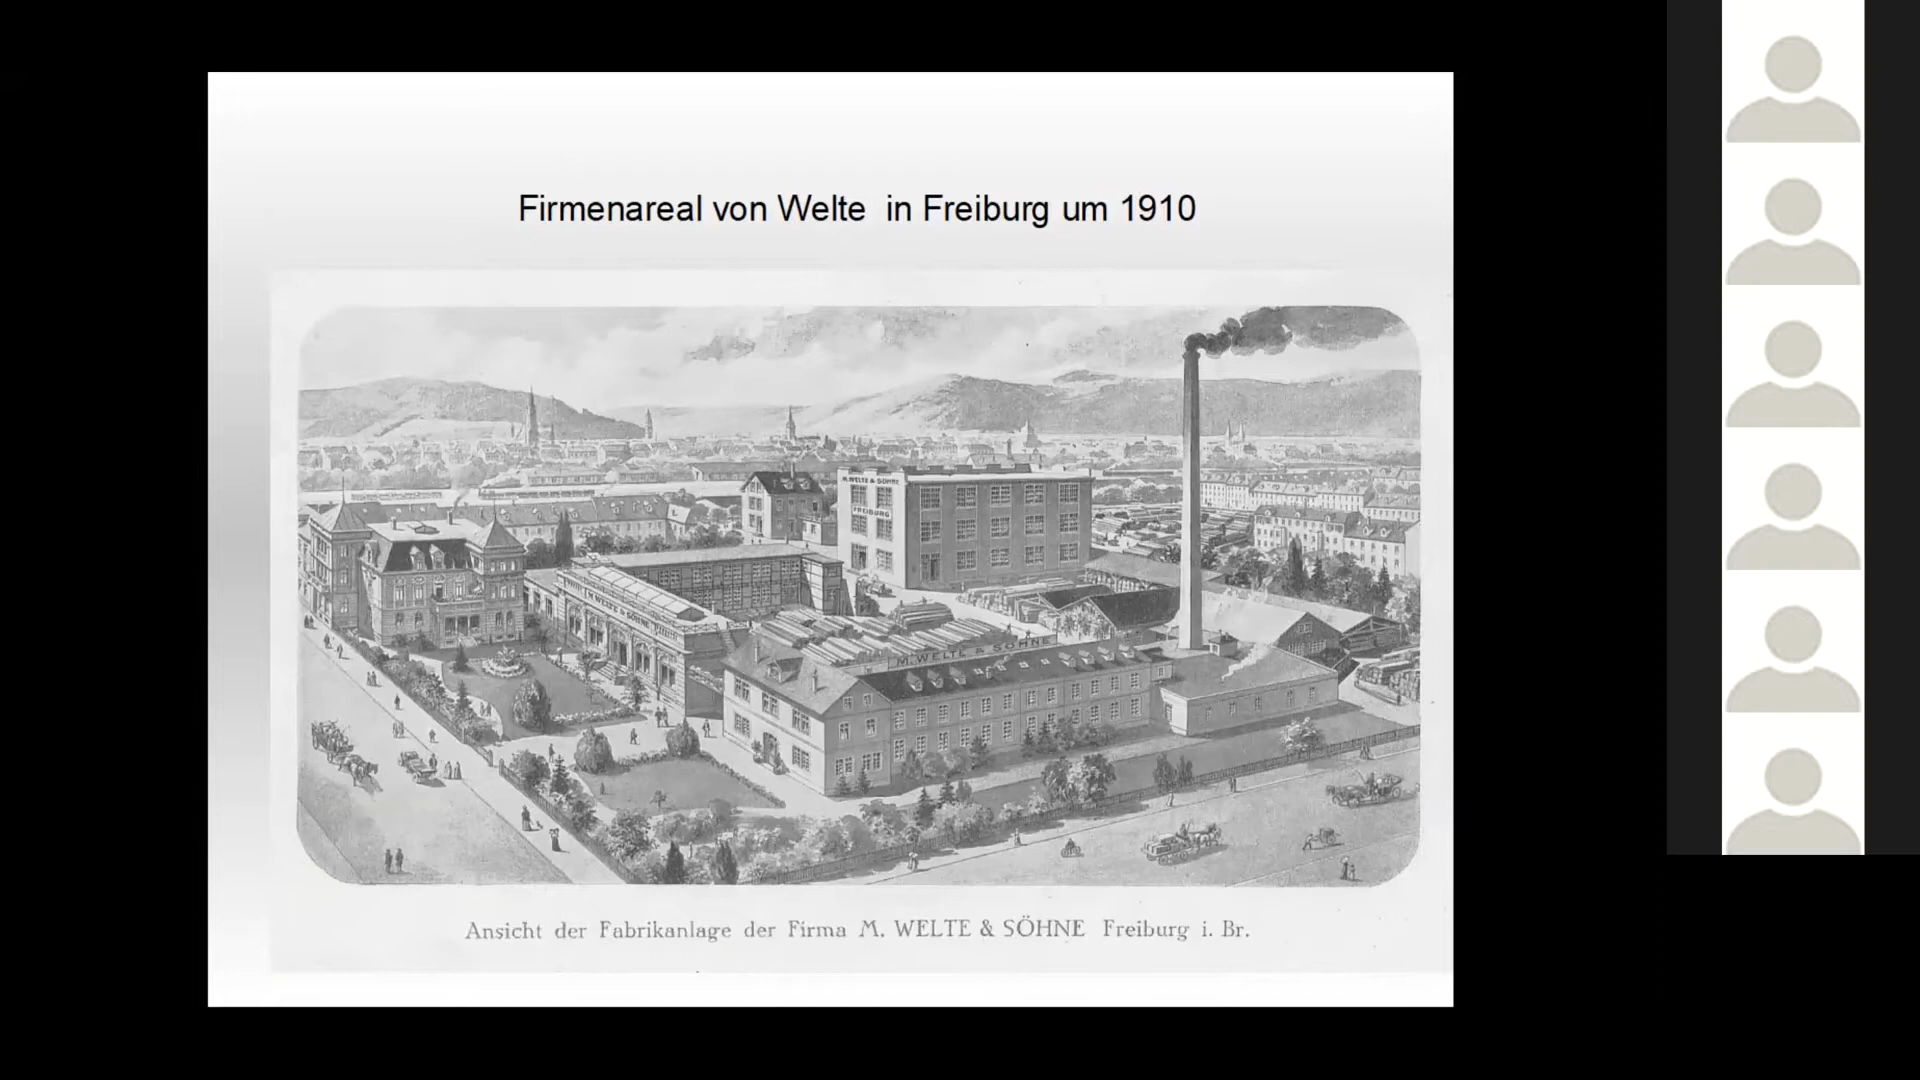 Firmenareal von Welte in Freiburg um 1910
M. WELTE & SÖHNE
FREIBURG
M. WELTE & SÖHNE
M. WELTE & SÖHNE
Ansicht der Fabrikanlage der Firma M. WELTE & SÖHNE Freiburg i. Br.